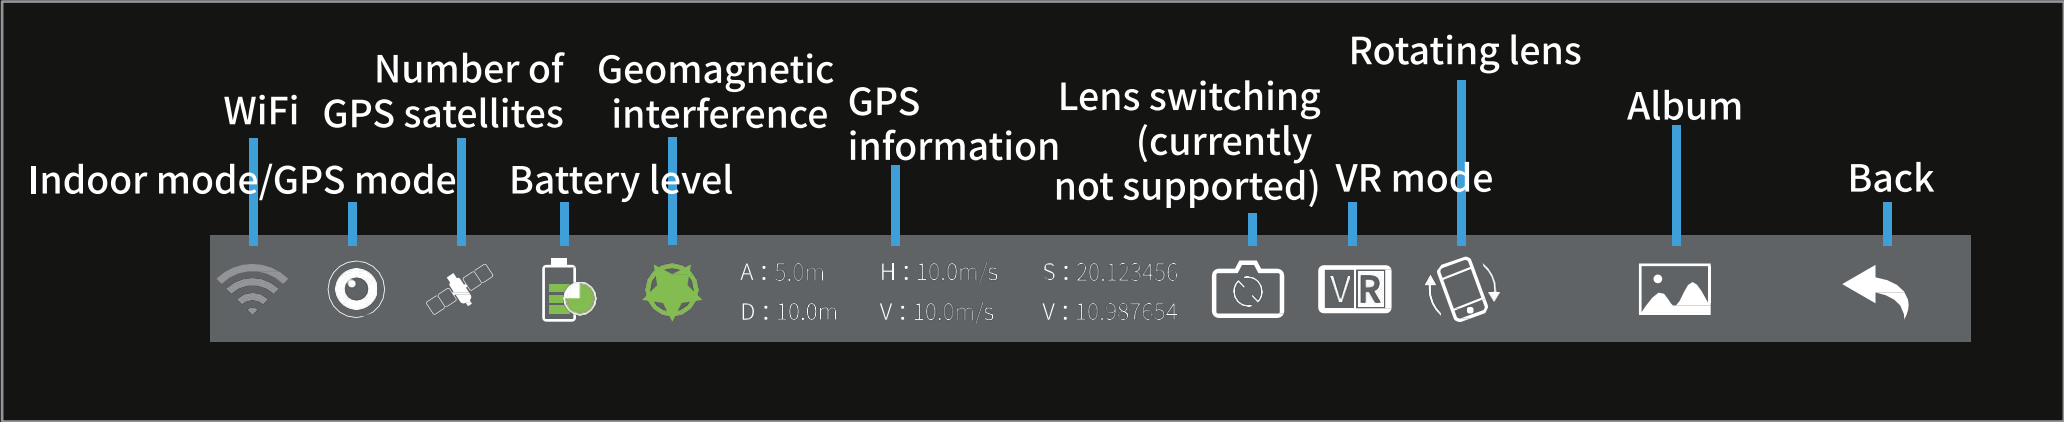 Rotating lens
Number of
GPS satellites
Geomagnetic
interference
GPS
information
Lens switching
(currently
not supported)
WiFi
Album
Indoor mode/GPS mode
Battery level
VR mode
Back
A : 5.0m
H : 10.0m/s
S : 20.123456
D : 10.0m
V : 10.0m/s
V : 10.987654
VR